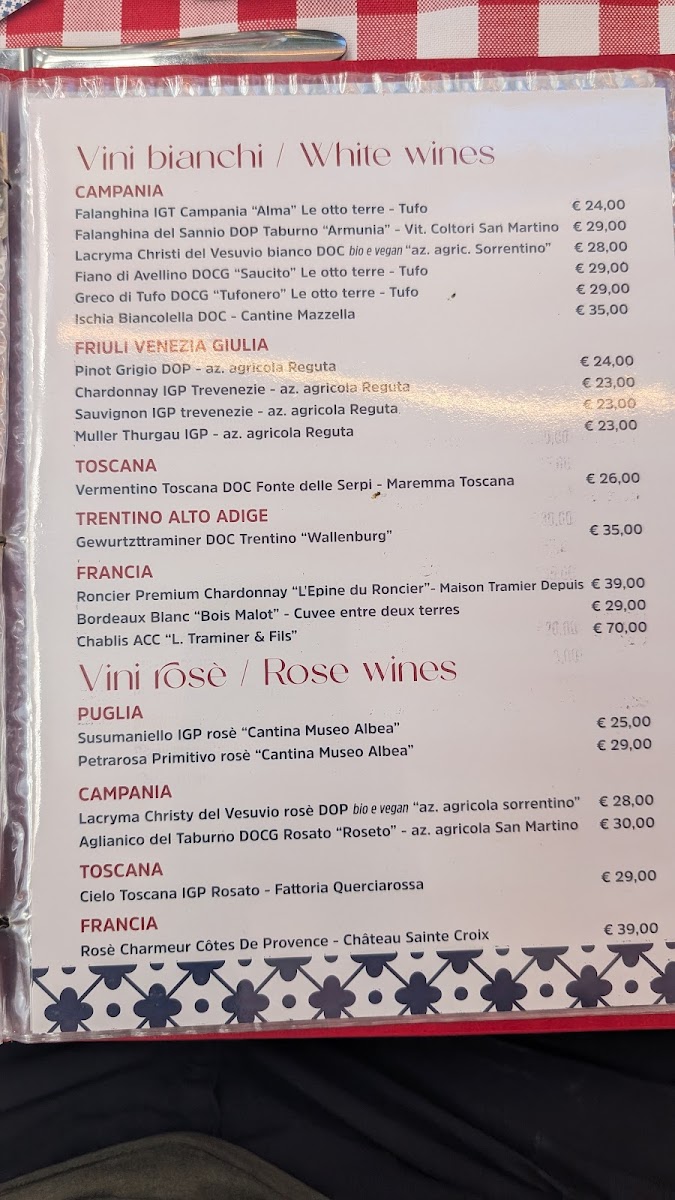 Vini bianchi / White wines
CAMPANIA
Falanghina IGT Campania “Alma” Le otto terre - Tufo € 24,00
Falanghina del Sannio DOP Taburno “Armunia” - Vit. Coltori San Martino € 29,00
Lacryma Christi del Vesuvio bianco DOC bio e vegan “az. agric. Sorrentino” € 28,00
Fiano di Avellino DOCG “Saucito” Le otto terre - Tufo € 29,00
Greco di Tufo DOCG “Tufonero” Le otto terre - Tufo € 29,00
Ischia Biancolella DOC - Cantine Mazzella € 35,00
FRIULI VENEZIA GIULIA
Pinot Grigio DOP - az. agricola Reguta € 24,00
Chardonnay IGP Trevenezie - az. agricola Reguta € 23,00
Sauvignon IGP trevenezie - az. agricola Reguta € 23,00
Muller Thurgau IGP - az. agricola Reguta € 23,00
TOSCANA
Vermentino Toscana DOC Fonte delle Serpi - Maremma Toscana € 26,00
TRENTINO ALTO ADIGE
Gewurtzttraminer DOC Trentino “Wallenburg” € 35,00
FRANCIA
Roncier Premium Chardonnay “L'Epine du Roncier”- Maison Tramier Depuis € 39,00
Bordeaux Blanc “Bois Malot” - Cuvee entre deux terres € 29,00
Chablis ACC “L. Traminer & Fils” € 70,00
Vini rosè / Rose wines
PUGLIA
Susumaniello IGP rosè “Cantina Museo Albea” € 25,00
Petrarosa Primitivo rosè “Cantina Museo Albea” € 29,00
CAMPANIA
Lacryma Christy del Vesuvio rosè DOP bio e vegan “az. agricola sorrentino” € 28,00
Aglianico del Taburno DOCG Rosato “Roseto” - az. agricola San Martino € 30,00
TOSCANA
Cielo Toscana IGP Rosato - Fattoria Querciarossa € 29,00
FRANCIA
Rosè Charmeur Côtes De Provence - Château Sainte Croix € 39,00